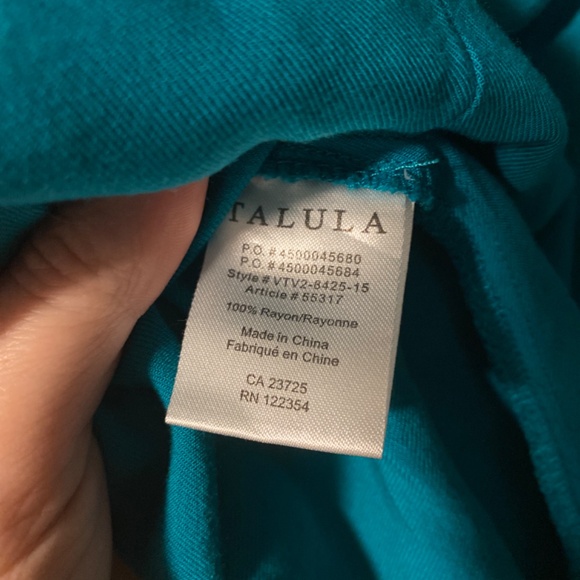 TALULA
P.O. # 4500045680
P.O. # 4500045684
Style # VTV2-8425-15
Article # 55317
100% Rayon/Rayonne
Made in China
Fabriqué en Chine
CA 23725
RN 122354